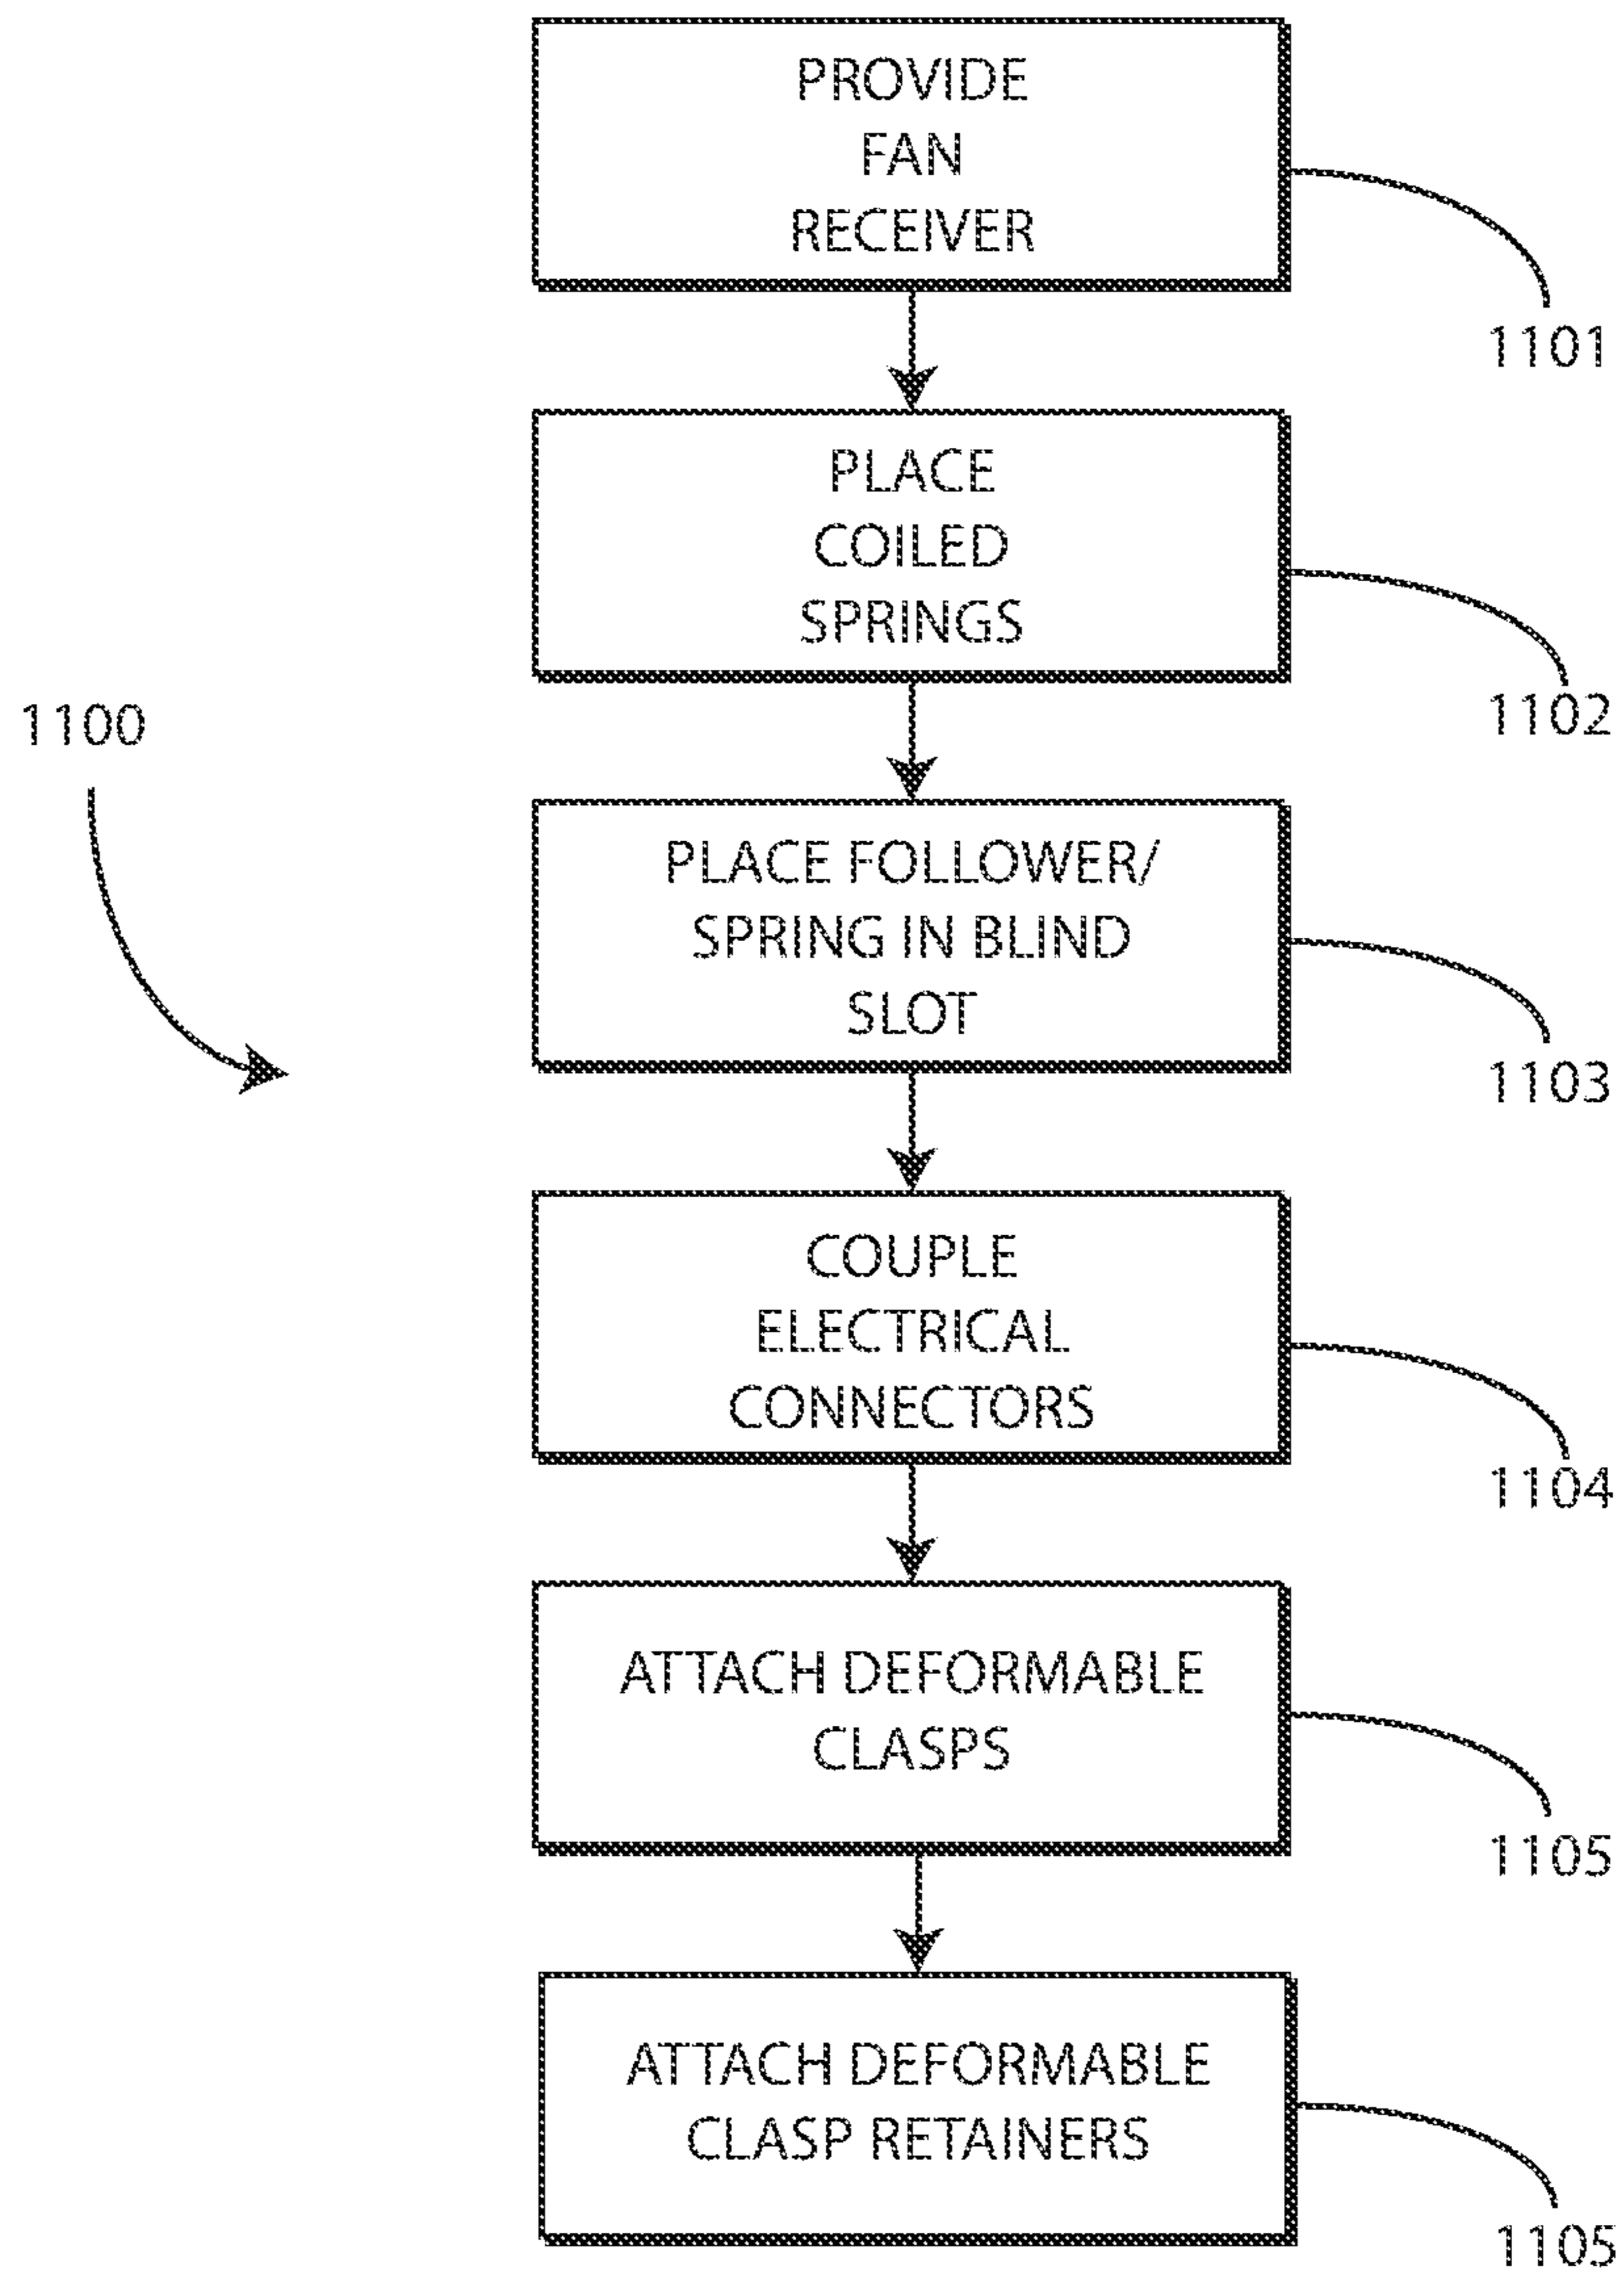 PROVIDE
FAN
RECEIVER
1101
PLACE
COILED
SPRINGS
1102
1100
PLACE FOLLOWER/
SPRING IN BLIND
SLOT
1103
COUPLE
ELECTRICAL
CONNECTORS
1104
ATTACH DEFORMABLE
CLASPS
1105
ATTACH DEFORMABLE
CLASP RETAINERS
1105